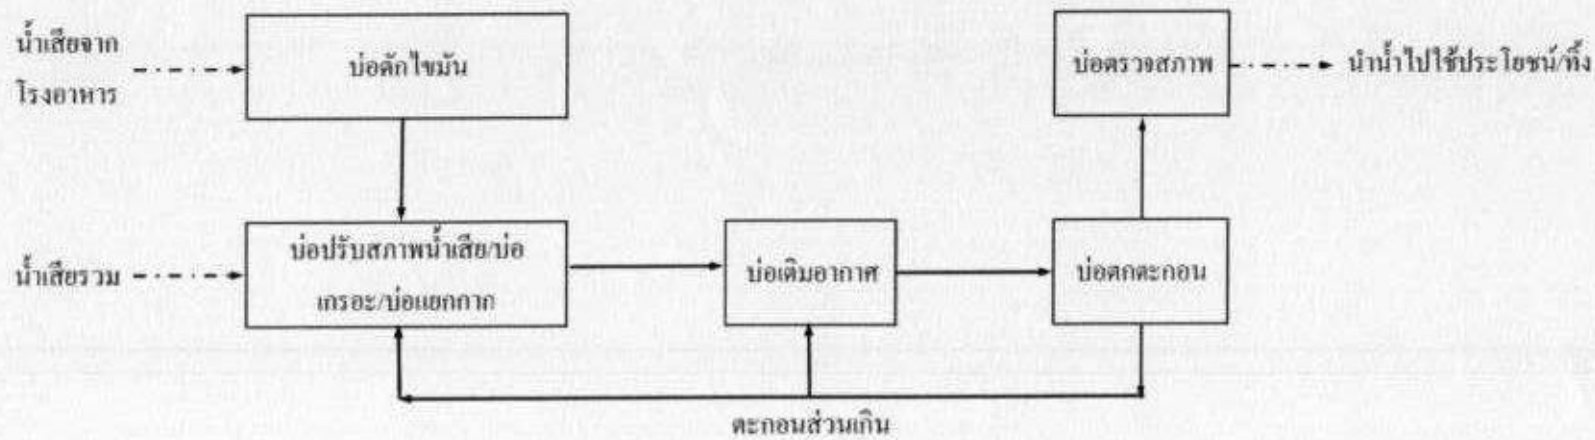 น้ำเสียจาก
โรงอาหาร
บ่อดักไขมัน
บ่อตรวจสภาพ
นำน้ำไปใช้ประโยชน์/ทิ้ง
น้ำเสียรวม
บ่อปรับสภาพน้ำเสีย/บ่อ
เกรอะ/บ่อแยกกาก
บ่อเติมอากาศ
บ่อตกตะกอน
ตะกอนส่วนเกิน